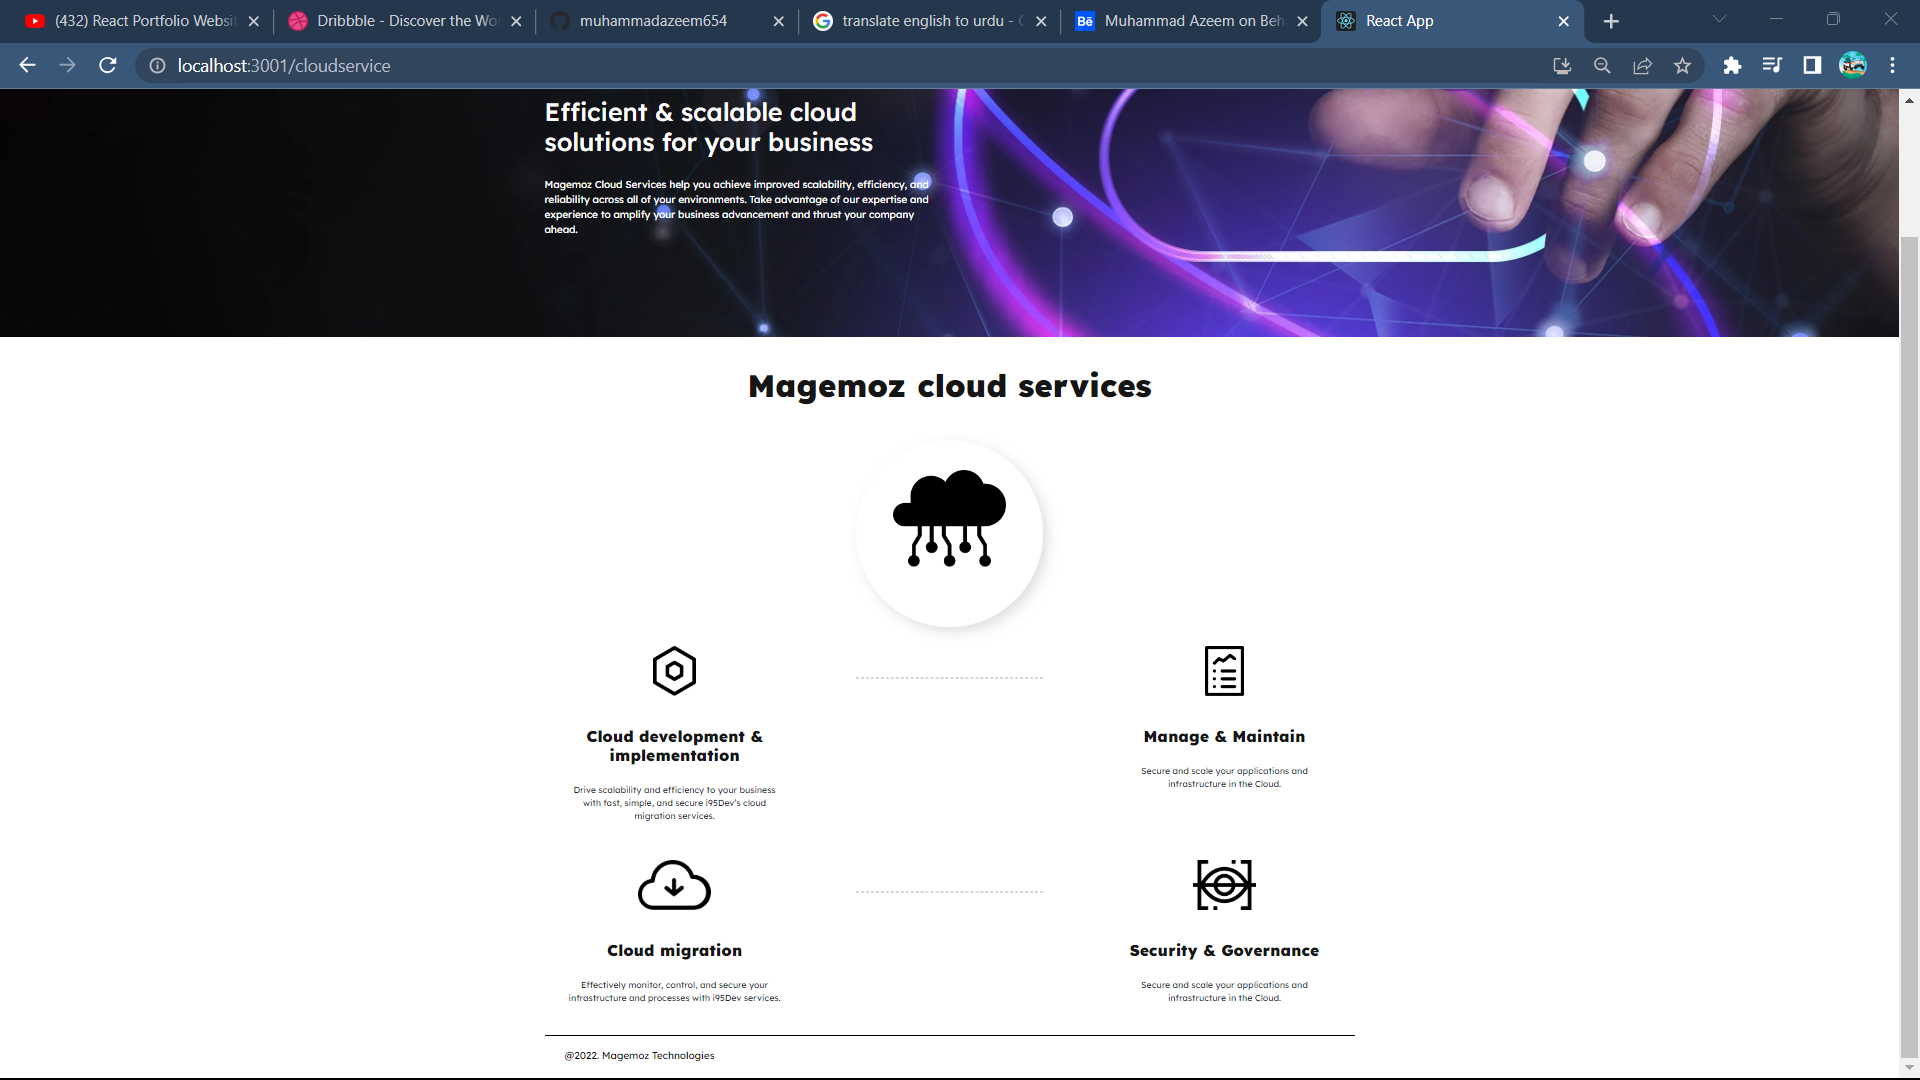 (432) React Portfolio Websit
Dribbble - Discover the Wo
muhammadazeem654
translate english to urdu -
Bē
Muhammad Azeem on Beh
React App
localhost:3001/cloudservice
Efficient & scalable cloud
solutions for your business
Magemoz Cloud Services help you achieve improved scalability, efficiency, and
reliability across all of your environments. Take advantage of our expertise and
experience to amplify your business advancement and thrust your company
ahead.
Magemoz cloud services
Cloud development &
implementation
Drive scalability and efficiency to your business
with fast, simple, and secure i95Dev's cloud
migration services.
Manage & Maintain
Secure and scale your applications and
infrastructure in the Cloud.
Cloud migration
Effectively monitor, control, and secure your
infrastructure and processes with i95Dev services.
Security & Governance
Secure and scale your applications and
infrastructure in the Cloud.
@2022. Magemoz Technologies